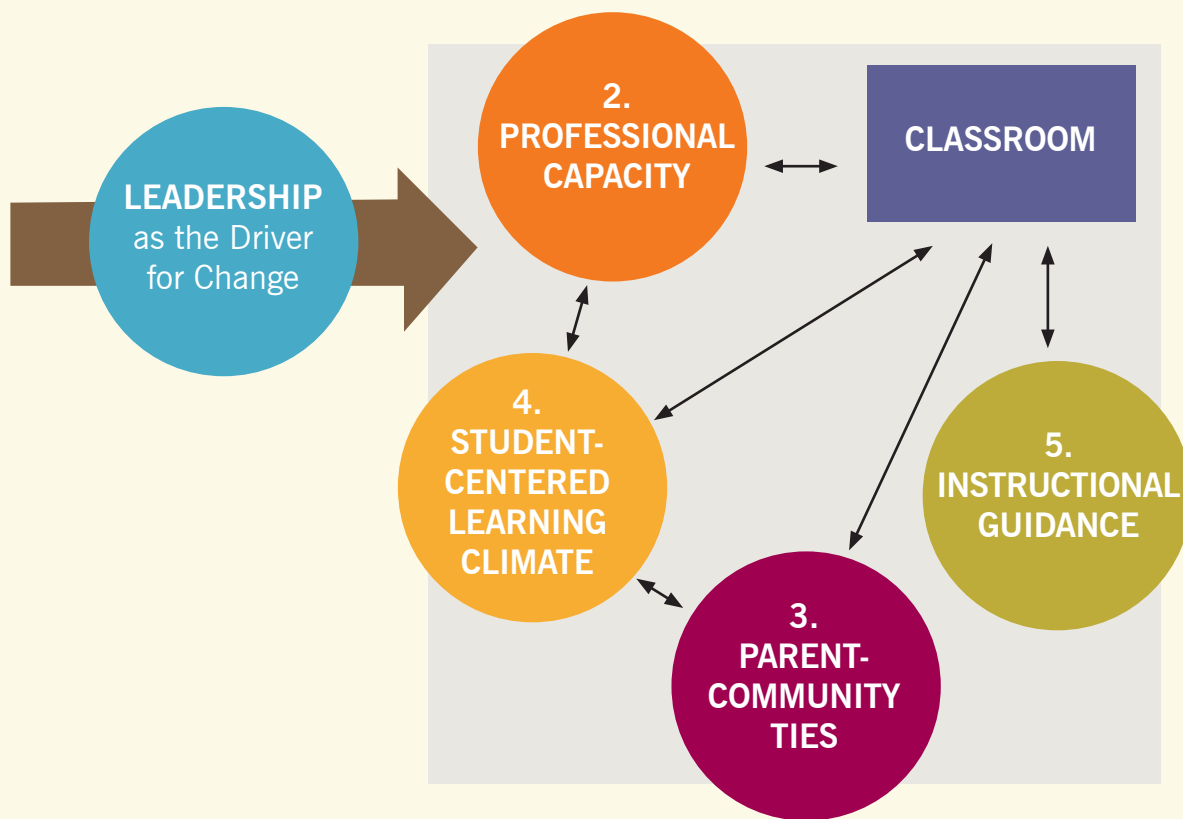 LEADERSHIP
as the Driver
for Change
2.
PROFESSIONAL
CAPACITY
CLASSROOM
4.
STUDENT-
CENTERED
LEARNING
CLIMATE
5.
INSTRUCTIONAL
GUIDANCE
3.
PARENT-
COMMUNITY
TIES